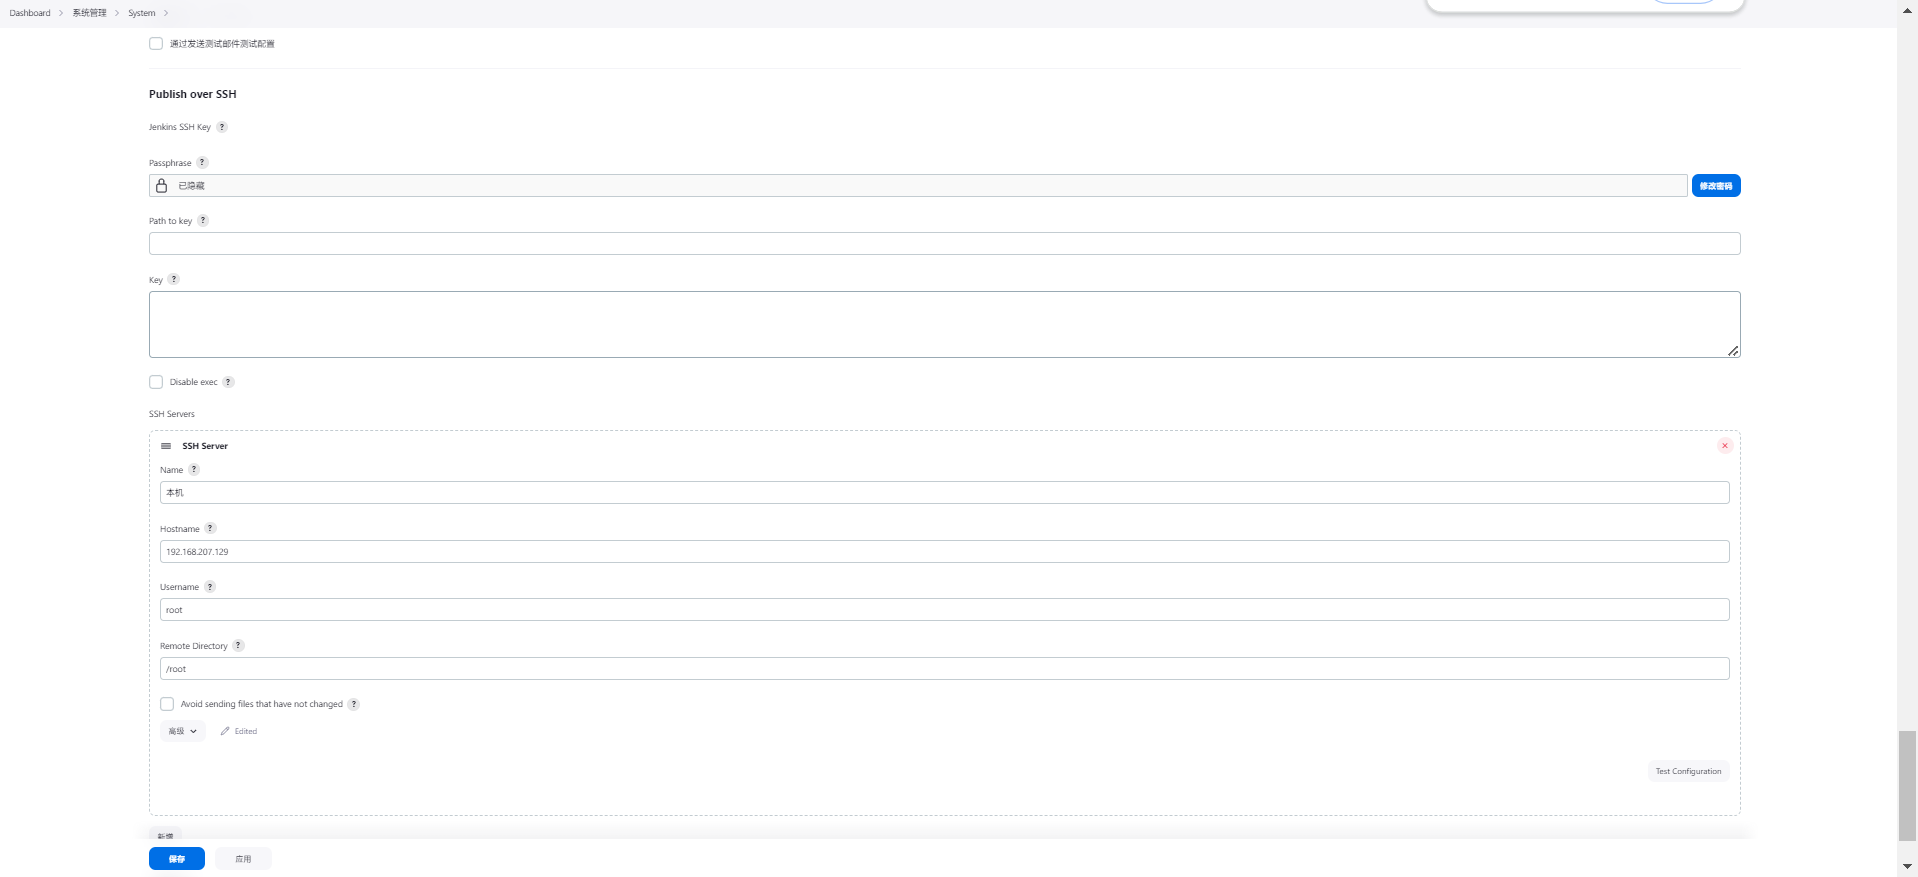 Dashboard > 系统管理 > System >
通过发送测试邮件测试配置
Publish over SSH
Jenkins SSH Key ?
Passphrase ?
已隐藏
修改密码
Path to key ?
Key ?
Disable exec ?
SSH Servers
SSH Server
Name ?
本机
Hostname ?
192.168.207.129
Username ?
root
Remote Directory ?
/root
Avoid sending files that have not changed ?
高级
Edited
Test Configuration
新增
保存
应用